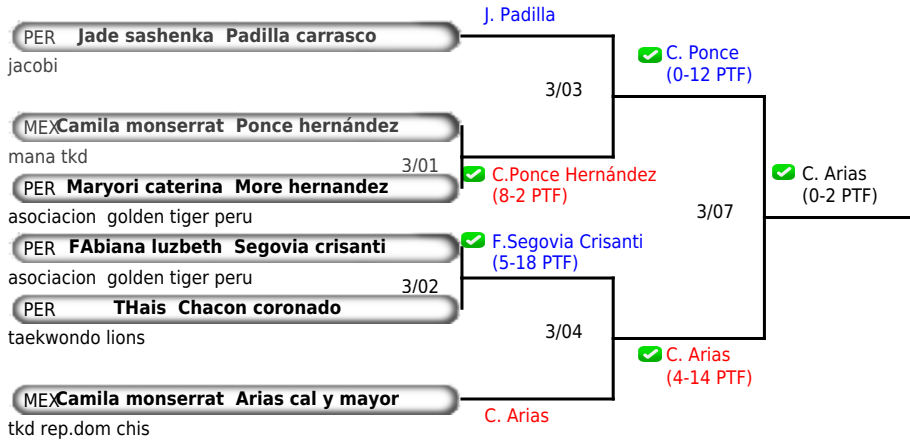 J. Padilla
PER Jade sashenka Padilla carrasco
jacobi
C. Ponce
(0-12 PTF)
3/03
MEX Camila monserrat Ponce hernández
mana tkd
3/01
C.Ponce Hernández
(8-2 PTF)
PER Maryori caterina More hernandez
asociacion golden tiger peru
C. Arias
(0-2 PTF)
3/07
PER FAbiana luzbeth Segovia crisanti
asociacion golden tiger peru
F.Segovia Crisanti
(5-18 PTF)
3/02
PER THais Chacon coronado
taekwondo lions
3/04
C. Arias
(4-14 PTF)
MEX Camila monserrat Arias cal y mayor
tkd rep.dom chis
C. Arias